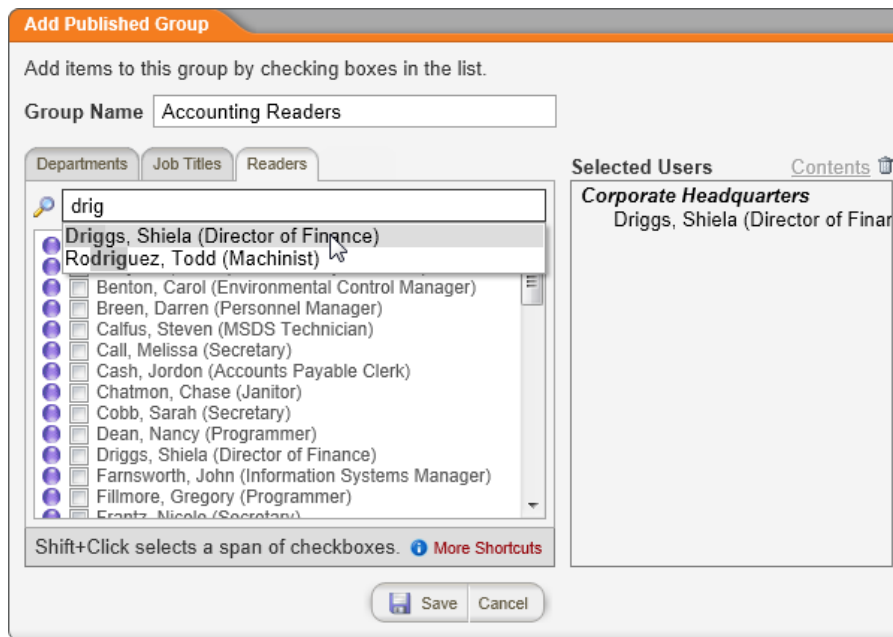 Add Published Group
Add items to this group by checking boxes in the list.
Group Name Accounting Readers
Departments Job Titles Readers
Selected Users Contents
drig
Driggs, Shiela (Director of Finance)
Rodriguez, Todd (Machinist)
Benton, Carol (Environmental Control Manager)
Breen, Darren (Personnel Manager)
Calfus, Steven (MSDS Technician)
Call, Melissa (Secretary)
Cash, Jordon (Accounts Payable Clerk)
Chatmon, Chase (Janitor)
Cobb, Sarah (Secretary)
Dean, Nancy (Programmer)
Driggs, Shiela (Director of Finance)
Farnsworth, John (Information Systems Manager)
Fillmore, Gregory (Programmer)
Frantz, Nicole (Secretary)
Corporate Headquarters
Driggs, Shiela (Director of Finar
Shift+Click selects a span of checkboxes. More Shortcuts
Save Cancel